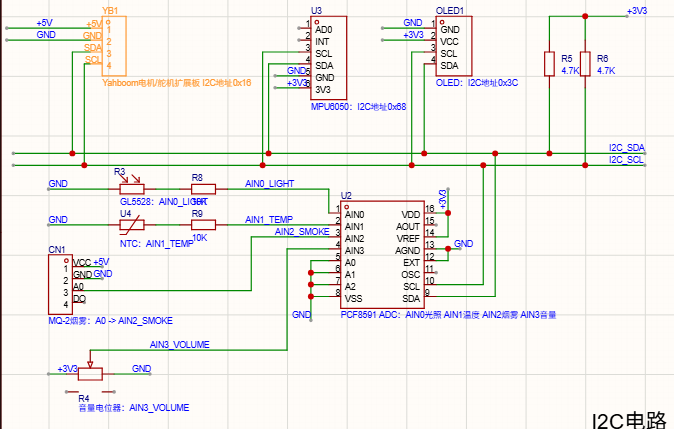 YB1
+5V
+5V
1
GND
GND
2
SDA
3
SCL
4
Yahboom电机/舵机扩展板 I2C地址0x16
U3
1
AD0
2
INT
3
SCL
4
SDA
GND
5
GND
+3V3
6
3V3
MPU6050：I2C地址0x68
OLED1
GND
1
GND
+3V3
2
VCC
3
SCL
4
SDA
OLED：I2C地址0x3C
+3V3
R5
4.7K
R6
4.7K
I2C_SDA
I2C_SCL
GND
R3
GL5528：AIN0_LIGHT
R8
10K
AIN0_LIGHT
GND
U4
NTC：AIN1_TEMP
R9
10K
AIN1_TEMP
AIN2_SMOKE
CN1
1
VCC
+5V
2
GND
GND
3
A0
4
DO
MQ-2烟雾：A0 -> AIN2_SMOKE
U2
1
AIN0
2
AIN1
3
AIN2
4
AIN3
5
A0
6
A1
7
A2
8
VSS
VDD
16
AOUT
15
VREF
14
AGND
13
EXT
12
OSC
11
SCL
10
SDA
9
+3V3
GND
GND
PCF8591 ADC：AIN0光照 AIN1温度 AIN2烟雾 AIN3音量
AIN3_VOLUME
+3V3
GND
R4
音量电位器：AIN3_VOLUME
I2C电路